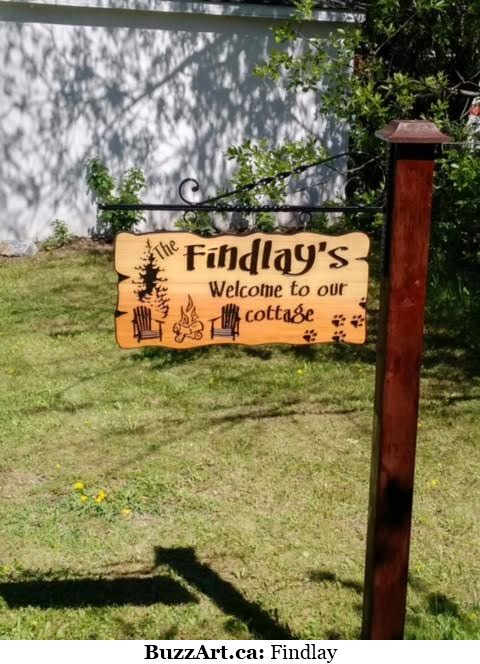 The Findlay's
Welcome to our
cottage
BuzzArt.ca: Findlay